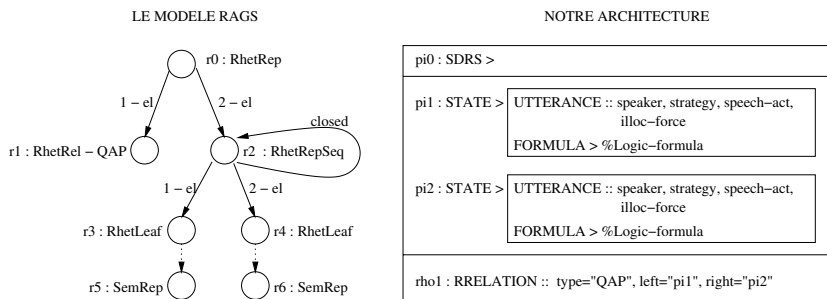 LE MODELE RAGS
r0 : RhetRep
1 − el
2 − el
closed
r1 : RhetRel − QAP
r2 : RhetRepSeq
1 − el
2 − el
r3 : RhetLeaf
r4 : RhetLeaf
r5 : SemRep
r6 : SemRep
NOTRE ARCHITECTURE
pi0 : SDRS >
pi1 : STATE >
UTTERANCE :: speaker, strategy, speech−act,
illoc−force
FORMULA > %Logic−formula
pi2 : STATE >
UTTERANCE :: speaker, strategy, speech−act,
illoc−force
FORMULA > %Logic−formula
rho1 : RRELATION :: type="QAP", left="pi1", right="pi2"